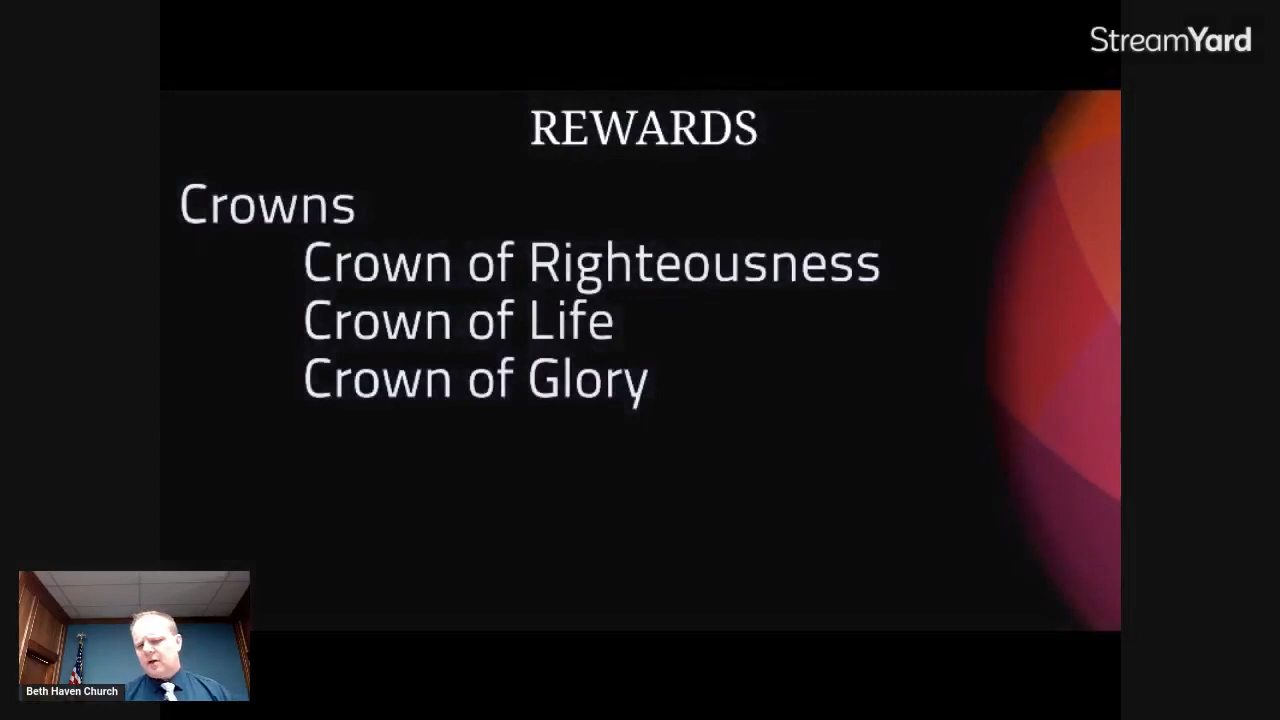 StreamYard
REWARDS
Crowns
Crown of Righteousness
Crown of Life
Crown of Glory
Beth Haven Church